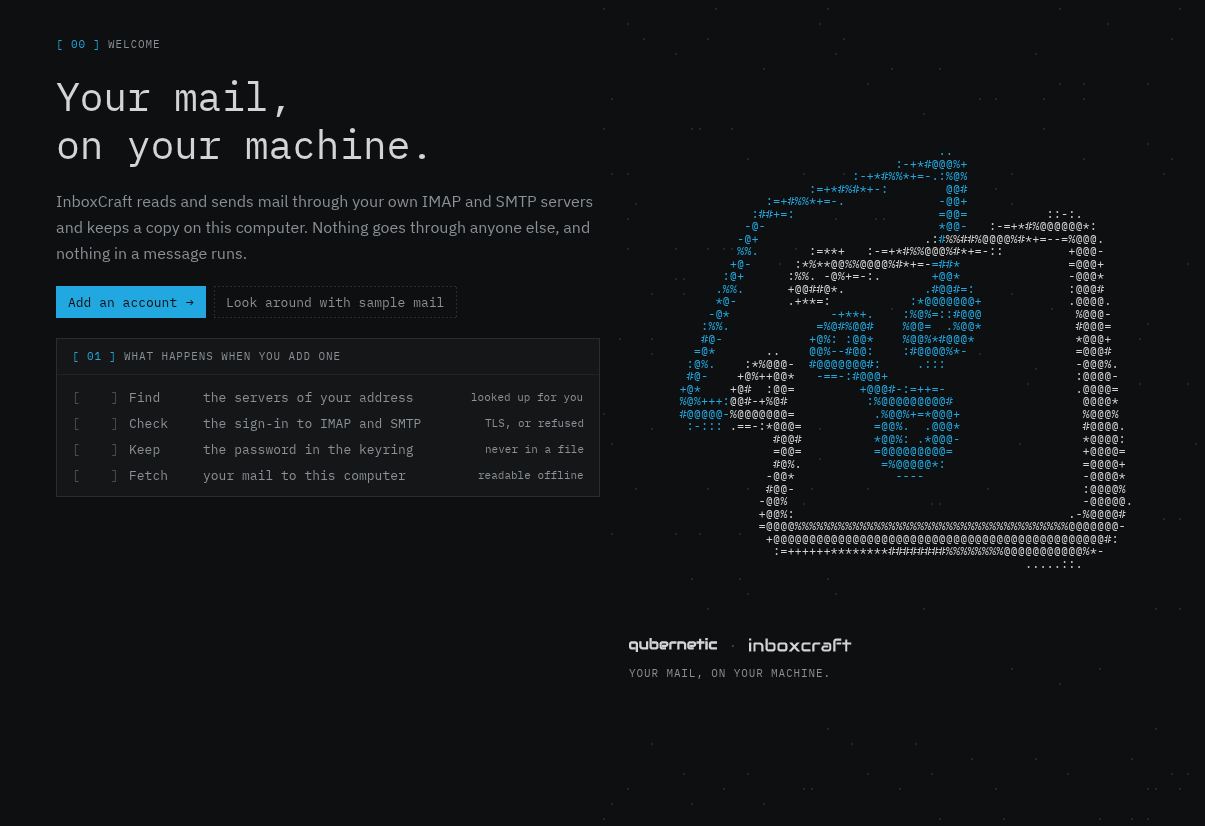 [ 00 ] WELCOME
Your mail,
on your machine.
InboxCraft reads and sends mail through your own IMAP and SMTP servers
and keeps a copy on this computer. Nothing goes through anyone else, and
nothing in a message runs.
Add an account → Look around with sample mail
[ 01 ] WHAT HAPPENS WHEN YOU ADD ONE
[ ] Find the servers of your address looked up for you
[ ] Check the sign-in to IMAP and SMTP TLS, or refused
[ ] Keep the password in the keyring never in a file
[ ] Fetch your mail to this computer readable offline
qubernetic · inboxcraft
YOUR MAIL, ON YOUR MACHINE.